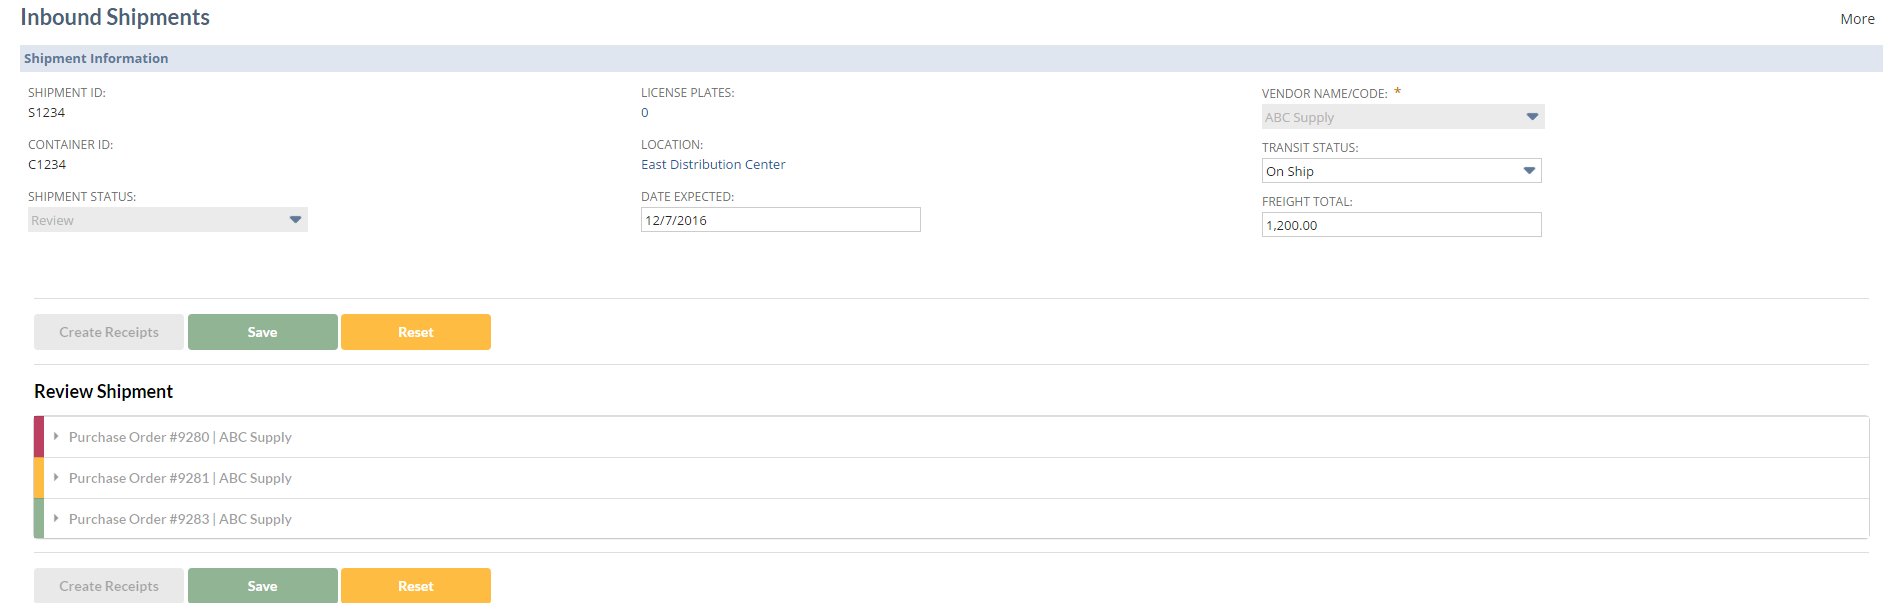 Inbound Shipments
More
Shipment Information
SHIPMENT ID:
S1234
CONTAINER ID:
C1234
SHIPMENT STATUS:
Review
LICENSE PLATES:
0
LOCATION:
East Distribution Center
DATE EXPECTED:
12/7/2016
VENDOR NAME/CODE: *
ABC Supply
TRANSIT STATUS:
On Ship
FREIGHT TOTAL:
1,200.00
Create Receipts Save Reset
Review Shipment
Purchase Order #9280 | ABC Supply
Purchase Order #9281 | ABC Supply
Purchase Order #9283 | ABC Supply
Create Receipts Save Reset